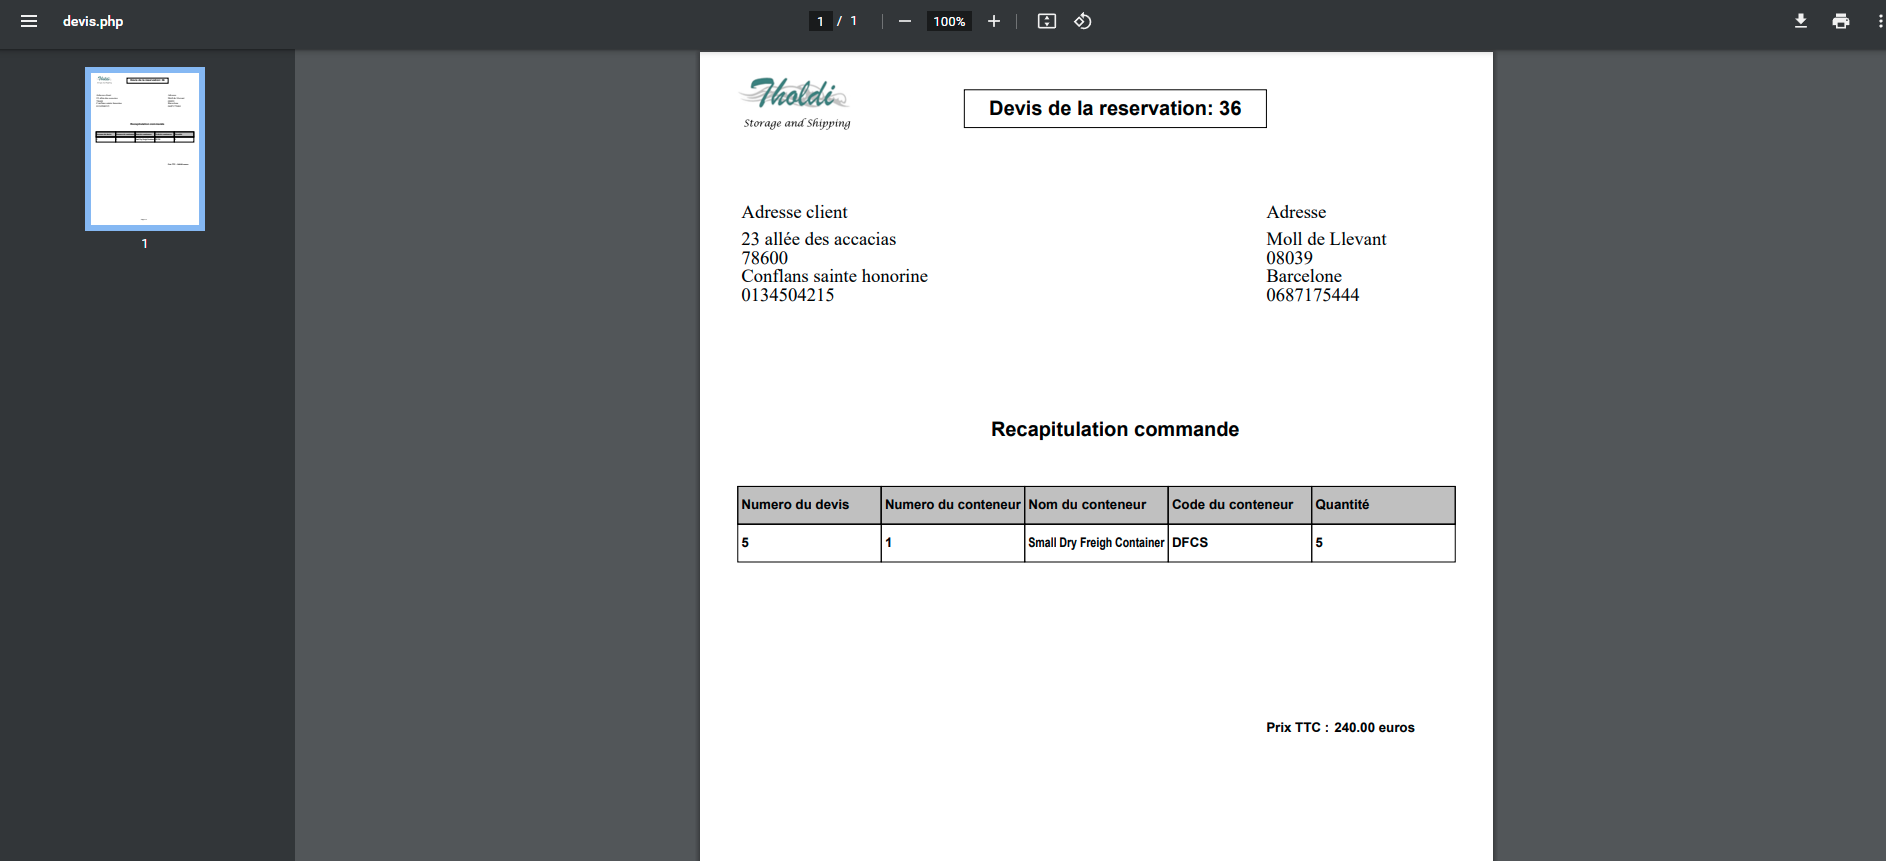 devis.php
1 / 1
100%
Tholdi
Storage and Shipping
Devis de la reservation: 36
Adresse client
23 allée des accacias
78600
Conflans sainte honorine
0134504215
Adresse
Moll de Llevant
08039
Barcelone
0687175444
Recapitulation commande
Numero du devis Numero du conteneur Nom du conteneur Code du conteneur Quantité
5 1 Small Dry Freigh Container DFCS 5
Prix TTC : 240.00 euros
1